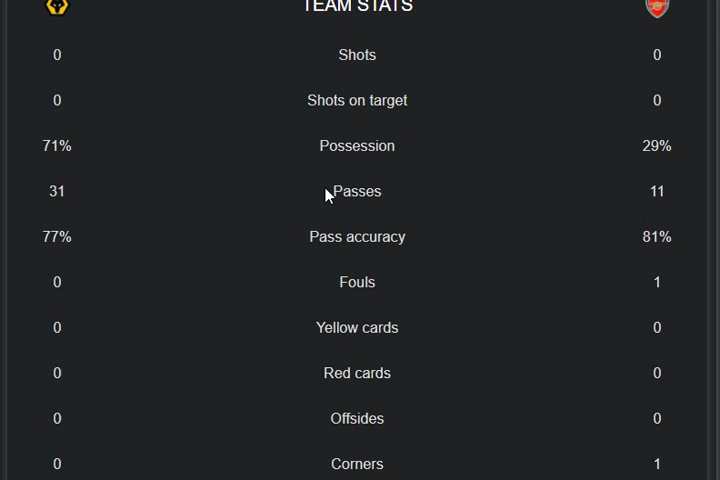 TEAM STATS
0 Shots 0
0 Shots on target 0
71% Possession 29%
31 Passes 11
77% Pass accuracy 81%
0 Fouls 1
0 Yellow cards 0
0 Red cards 0
0 Offsides 0
0 Corners 1